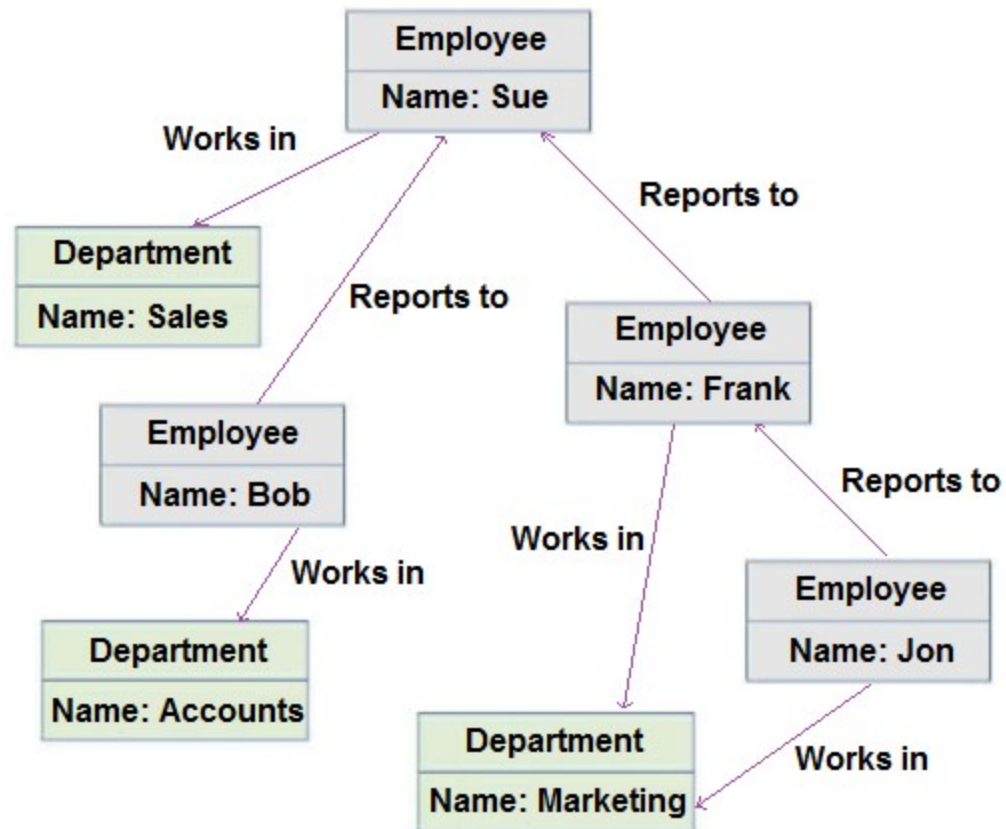 Employee
Name: Sue
Works in
Reports to
Department
Name: Sales
Reports to
Employee
Name: Frank
Employee
Name: Bob
Reports to
Works in
Works in
Employee
Name: Jon
Department
Name: Accounts
Department
Name: Marketing
Works in